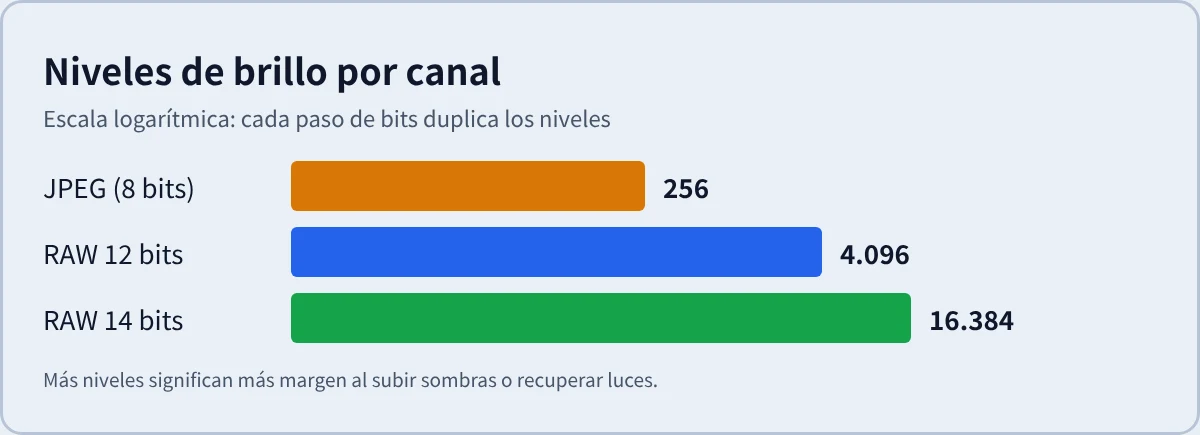 Niveles de brillo por canal
Escala logarítmica: cada paso de bits duplica los niveles
JPEG (8 bits) 256
RAW 12 bits 4.096
RAW 14 bits 16.384
Más niveles significan más margen al subir sombras o recuperar luces.